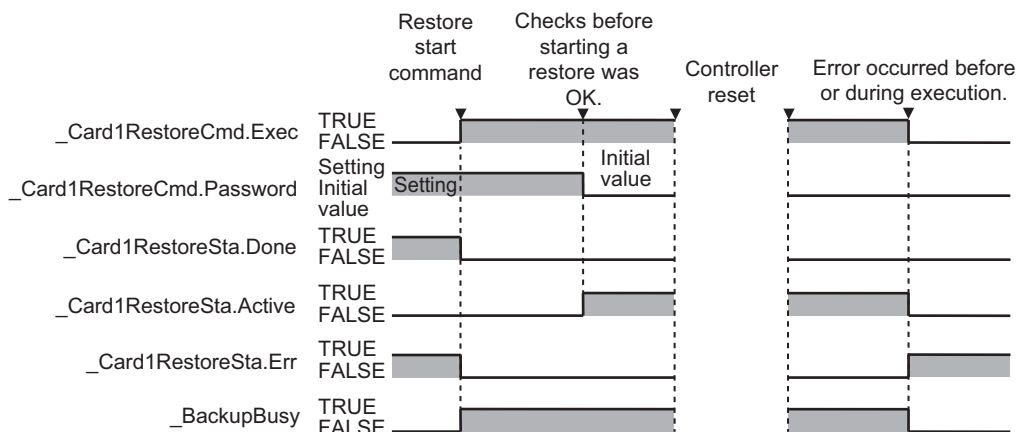 Restore
start
command
Checks before
starting a
restore was
OK.
Controller
reset
Error occurred before
or during execution.
_Card1RestoreCmd.Exec
TRUE
FALSE
_Card1RestoreCmd.Password
Setting
Initial
value
Setting
Initial
value
_Card1RestoreSta.Done
TRUE
FALSE
_Card1RestoreSta.Active
TRUE
FALSE
_Card1RestoreSta.Err
TRUE
FALSE
_BackupBusy
TRUE
FALSE